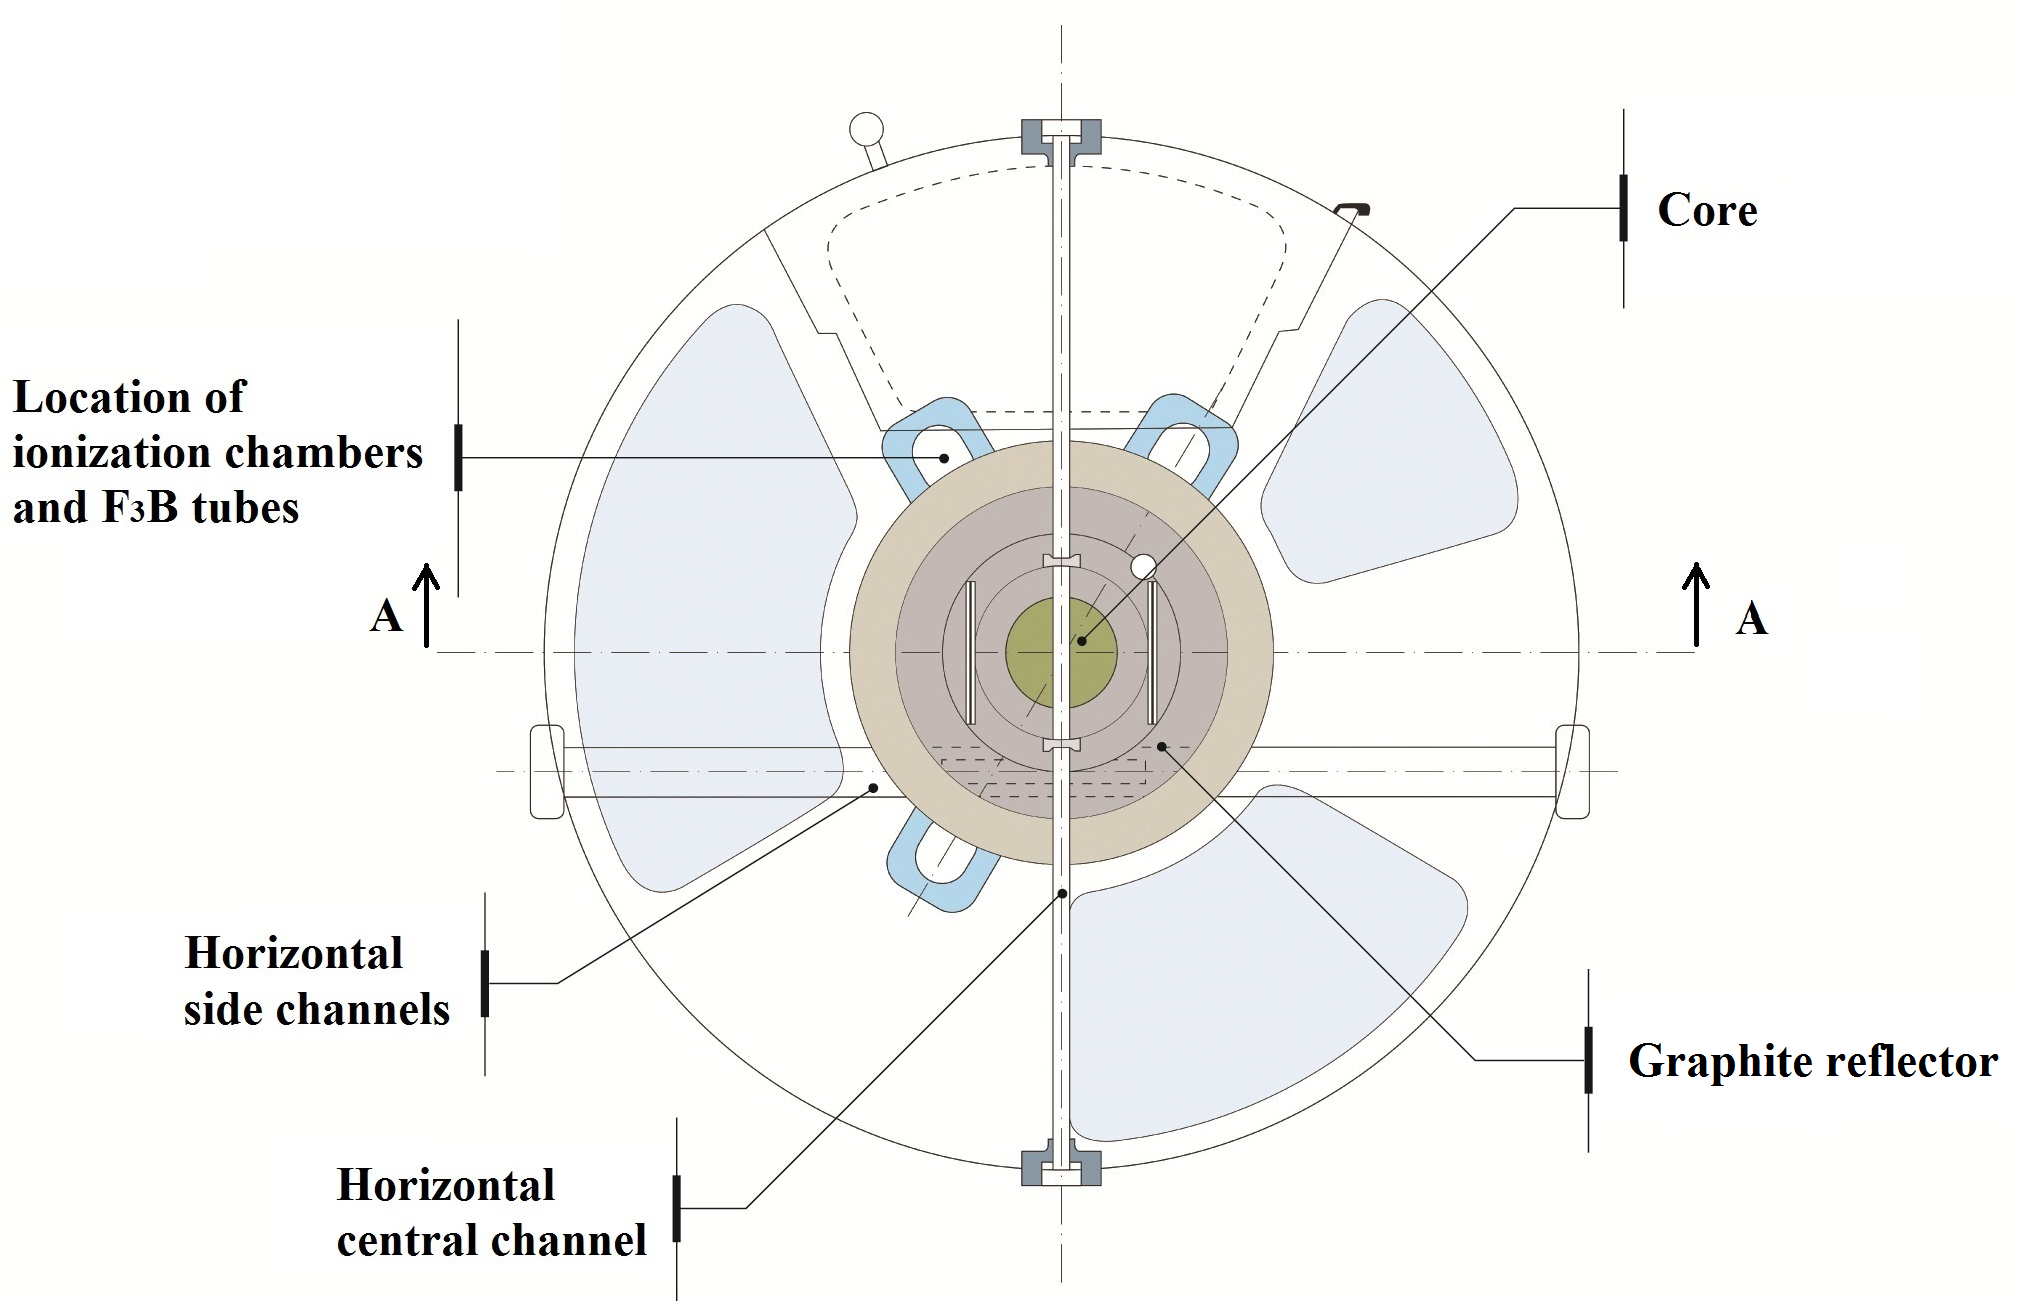 Core
Location of
ionization chambers
and F₃B tubes
A
A
Horizontal
side channels
Graphite reflector
Horizontal
central channel